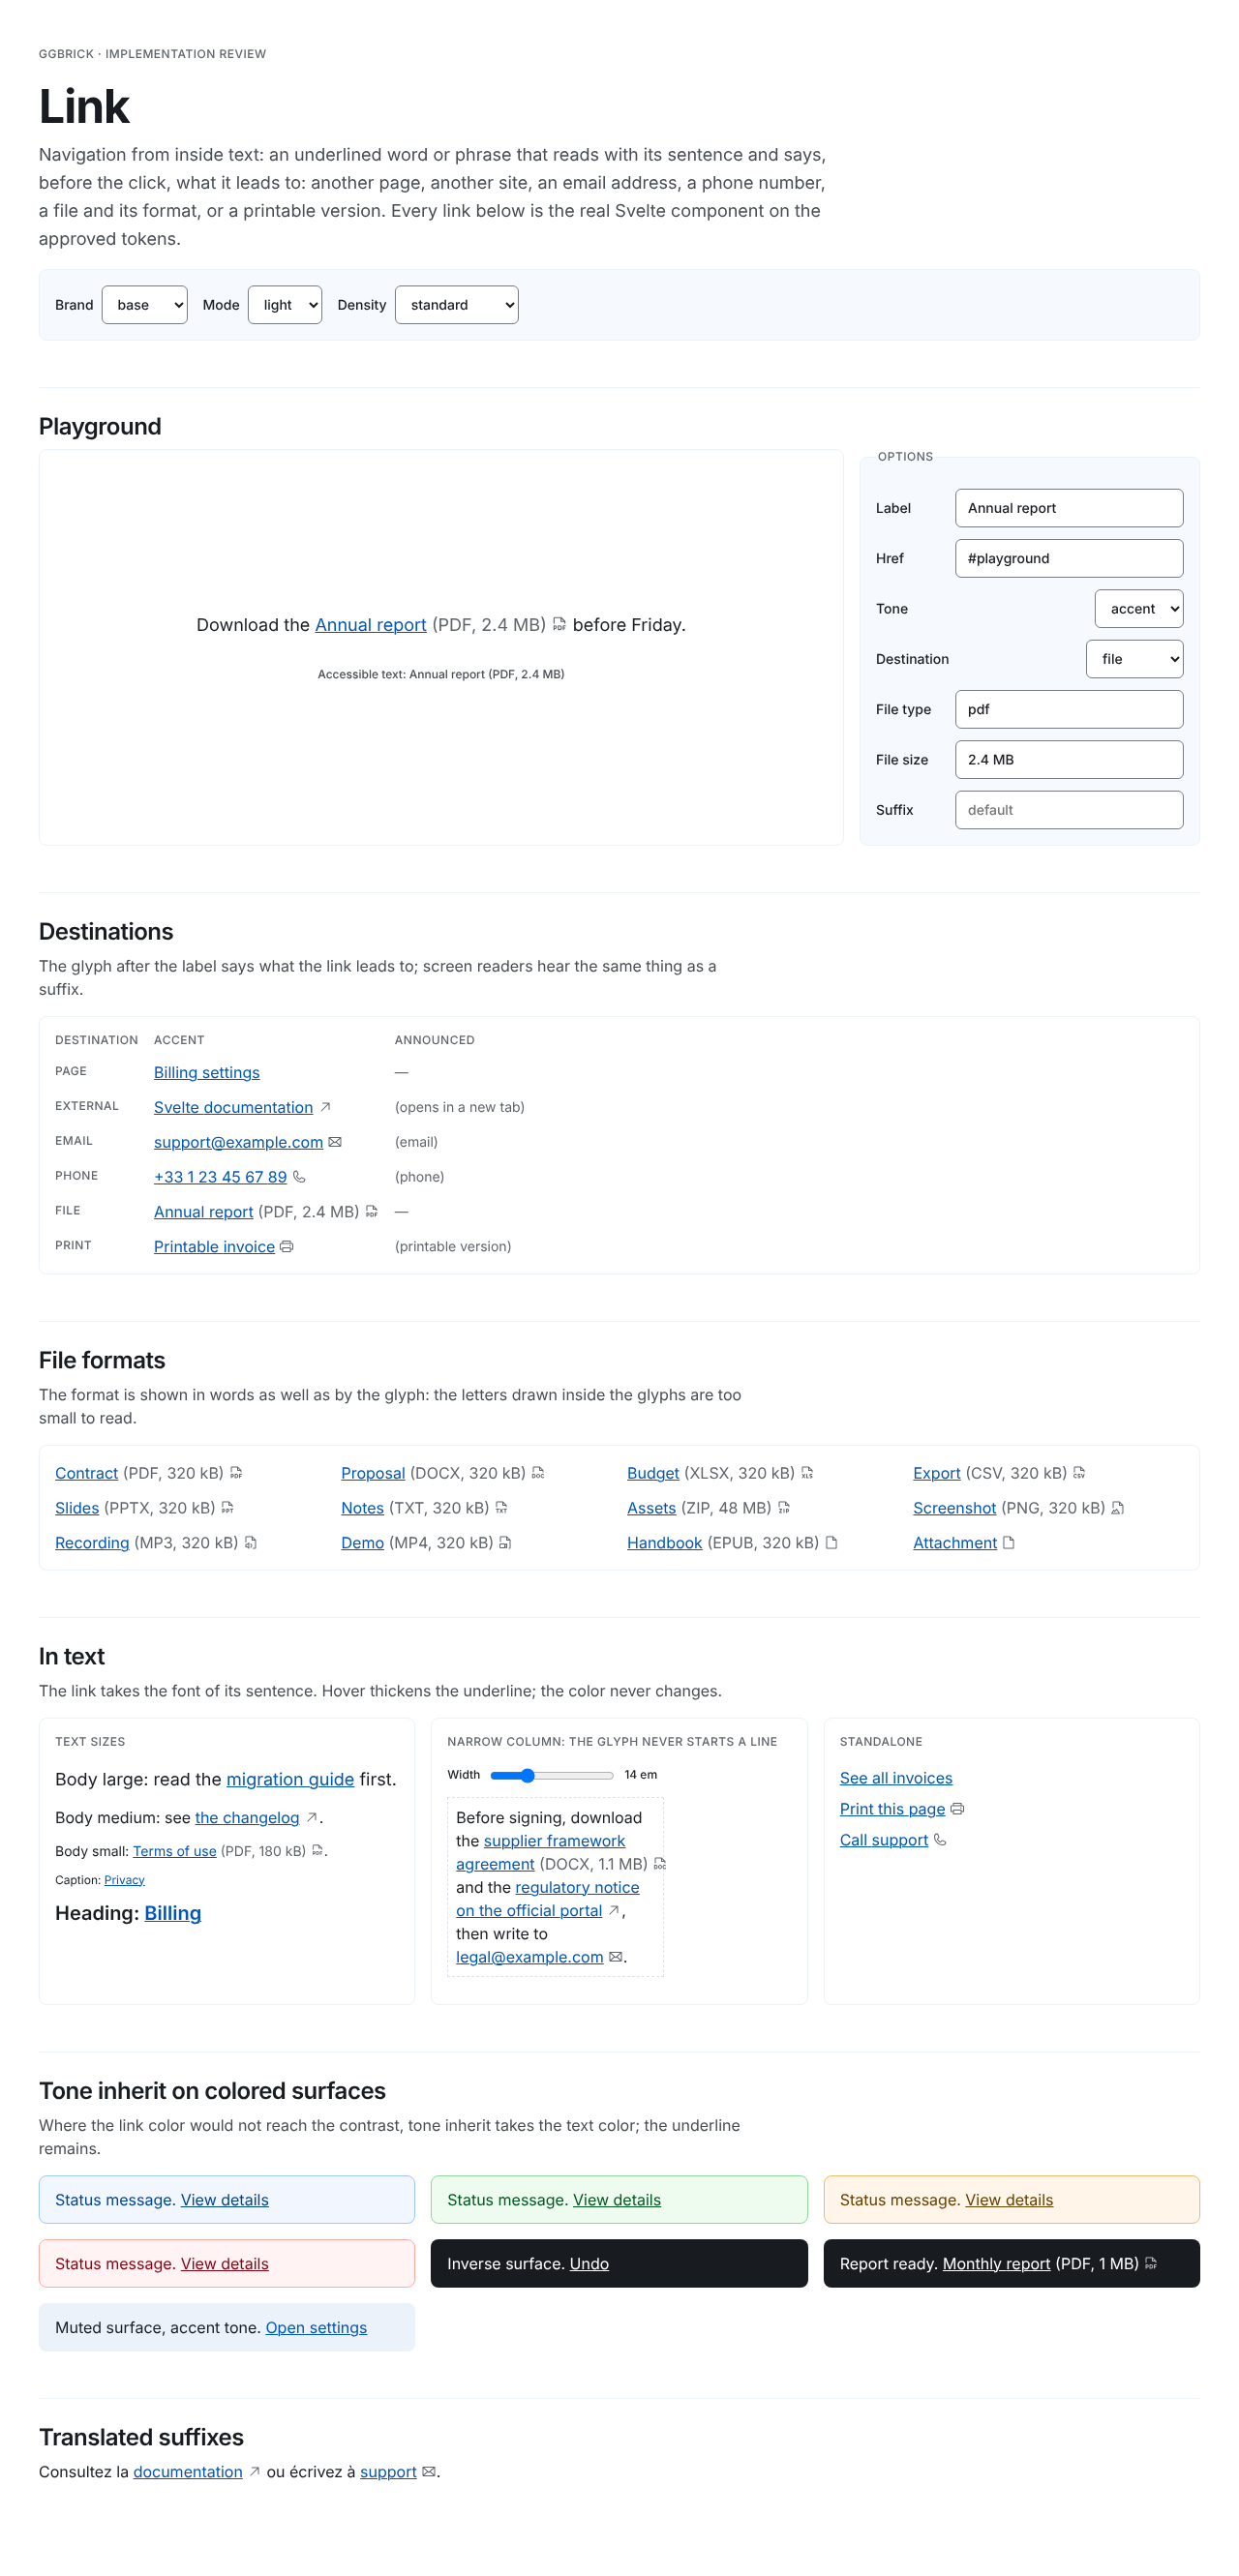 GGBRICK · IMPLEMENTATION REVIEW
Link
Navigation from inside text: an underlined word or phrase that reads with its sentence and says,
before the click, what it leads to: another page, another site, an email address, a phone number,
a file and its format, or a printable version. Every link below is the real Svelte component on the
approved tokens.
Brand base Mode light Density standard
Playground
OPTIONS
Label Annual report
Href #playground
Tone accent
Destination file
File type pdf
File size 2.4 MB
Suffix default
Download the Annual report (PDF, 2.4 MB) PDF before Friday.
Accessible text: Annual report (PDF, 2.4 MB)
Destinations
The glyph after the label says what the link leads to; screen readers hear the same thing as a
suffix.
DESTINATION ACCENT ANNOUNCED
PAGE Billing settings —
EXTERNAL Svelte documentation (opens in a new tab)
EMAIL support@example.com (email)
PHONE +33 1 23 45 67 89 (phone)
FILE Annual report (PDF, 2.4 MB) PDF —
PRINT Printable invoice (printable version)
File formats
The format is shown in words as well as by the glyph: the letters drawn inside the glyphs are too
small to read.
Contract (PDF, 320 kB) PDF Proposal (DOCX, 320 kB) DOC Budget (XLSX, 320 kB) XLS Export (CSV, 320 kB) CSV
Slides (PPTX, 320 kB) PPT Notes (TXT, 320 kB) TXT Assets (ZIP, 48 MB) ZIP Screenshot (PNG, 320 kB)
Recording (MP3, 320 kB) Demo (MP4, 320 kB) Handbook (EPUB, 320 kB) Attachment
In text
The link takes the font of its sentence. Hover thickens the underline; the color never changes.
TEXT SIZES
Body large: read the migration guide first.
Body medium: see the changelog.
Body small: Terms of use (PDF, 180 kB) PDF.
Caption: Privacy
Heading: Billing
NARROW COLUMN: THE GLYPH NEVER STARTS A LINE
Width 14 em
Before signing, download
the supplier framework
agreement (DOCX, 1.1 MB) DOC
and the regulatory notice
on the official portal,
then write to
legal@example.com.
STANDALONE
See all invoices
Print this page
Call support
Tone inherit on colored surfaces
Where the link color would not reach the contrast, tone inherit takes the text color; the underline
remains.
Status message. View details
Status message. View details
Status message. View details
Status message. View details
Inverse surface. Undo
Report ready. Monthly report (PDF, 1 MB) PDF
Muted surface, accent tone. Open settings
Translated suffixes
Consultez la documentation ou écrivez à support.